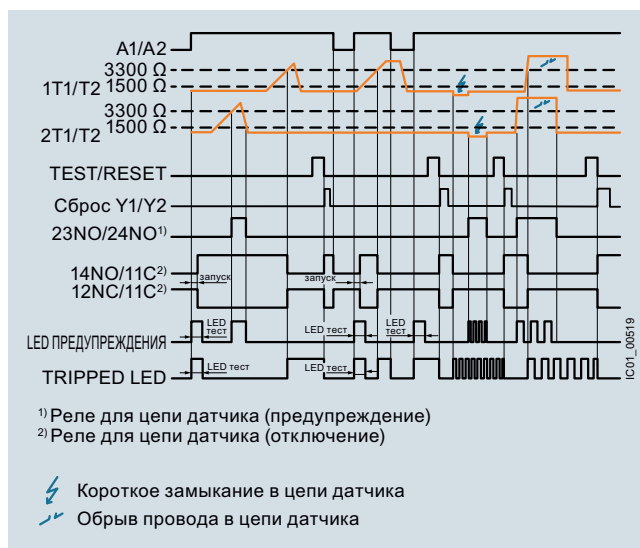 A1/A2
3300 Ω
1T1/T2 1500 Ω
3300 Ω
1500 Ω
2T1/T2
TEST/RESET
Сброс Y1/Y2
23NO/24NO1)
14NO/11C2)
запуск запуск
12NC/11C2)
LED тест LED тест LED тест
LED ПРЕДУПРЕЖДЕНИЯ
TRIPPED LED LED тест LED тест
IC01_00519
1) Реле для цепи датчика (предупреждение)
2) Реле для цепи датчика (отключение)
Короткое замыкание в цепи датчика
Обрыв провода в цепи датчика